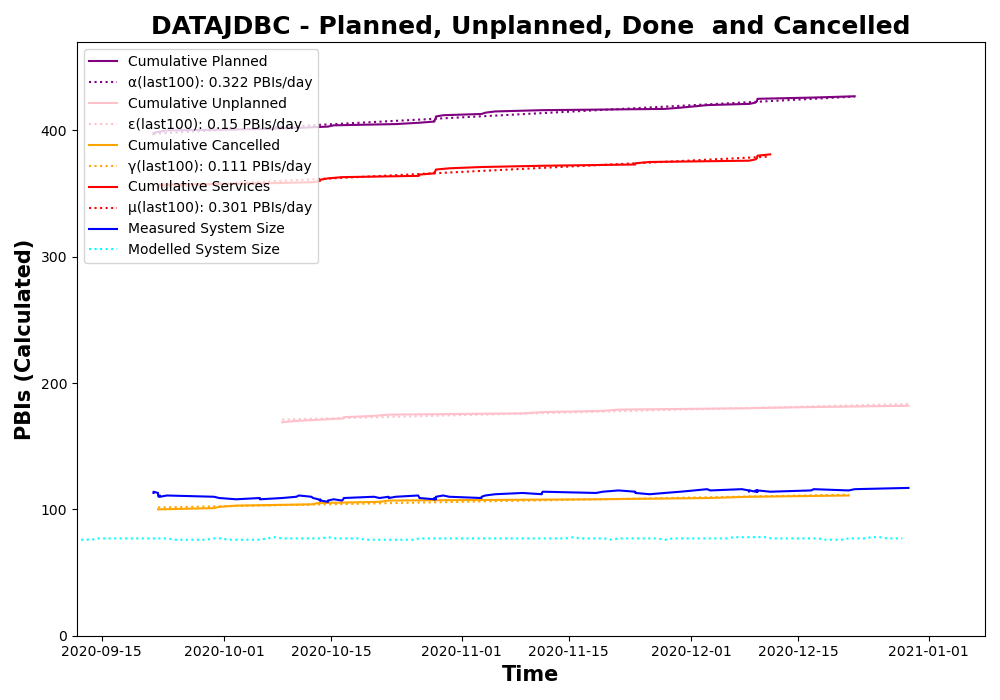 DATAJDBC - Planned, Unplanned, Done  and Cancelled
Cumulative Planned
α(last100): 0.322 PBIs/day
Cumulative Unplanned
ε(last100): 0.15 PBIs/day
Cumulative Cancelled
γ(last100): 0.111 PBIs/day
Cumulative Services
μ(last100): 0.301 PBIs/day
Measured System Size
Modelled System Size
PBIs (Calculated)
400
300
200
100
0
2020-09-15
2020-10-01
2020-10-15
2020-11-01
2020-11-15
2020-12-01
2020-12-15
2021-01-01
Time